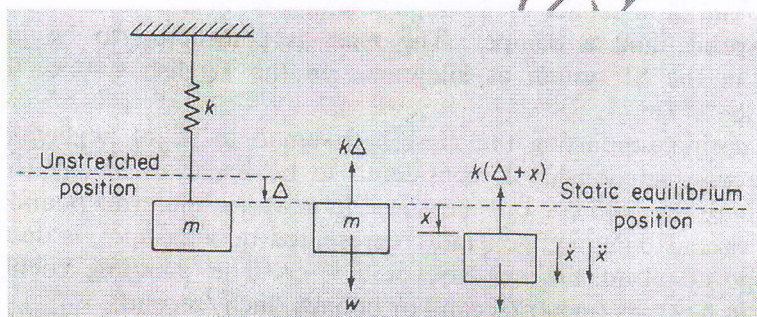 k
Unstretched
position
Δ
m
kΔ
m
w
x
k(Δ + x)
Static equilibrium
position
ẋ ẍ